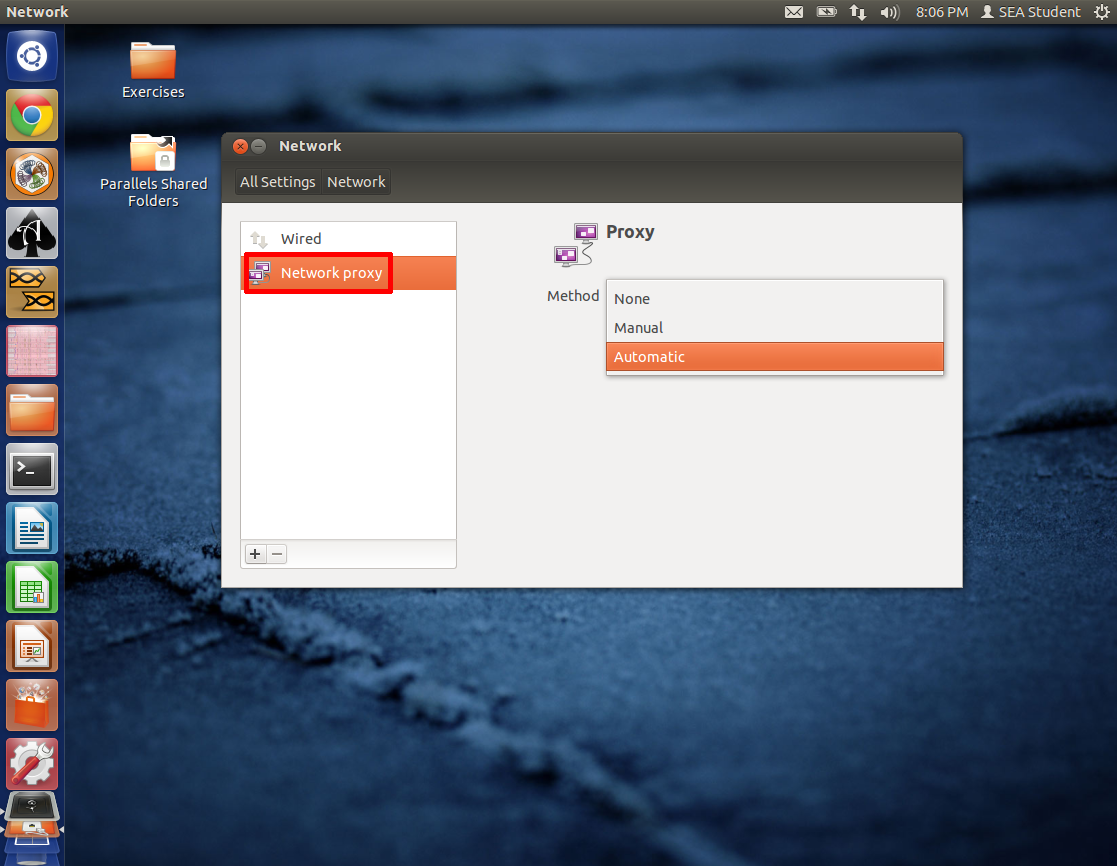 Network
8:06 PM
SEA Student
Exercises
Parallels Shared
Folders
Network
All Settings
Network
Wired
Network proxy
Proxy
Method
None
Manual
Automatic